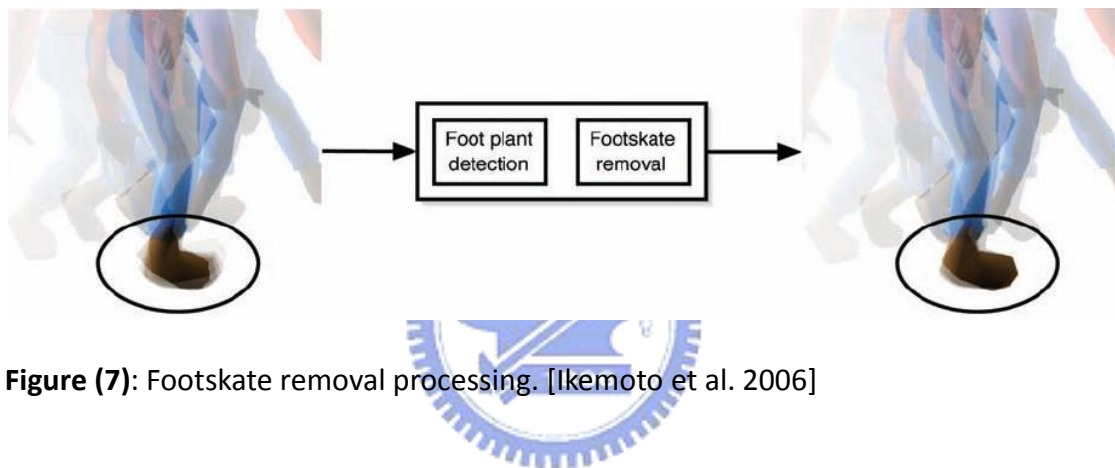 Foot plant
detection
Footskate
removal
Figure (7): Footskate removal processing. [Ikemoto et al. 2006]